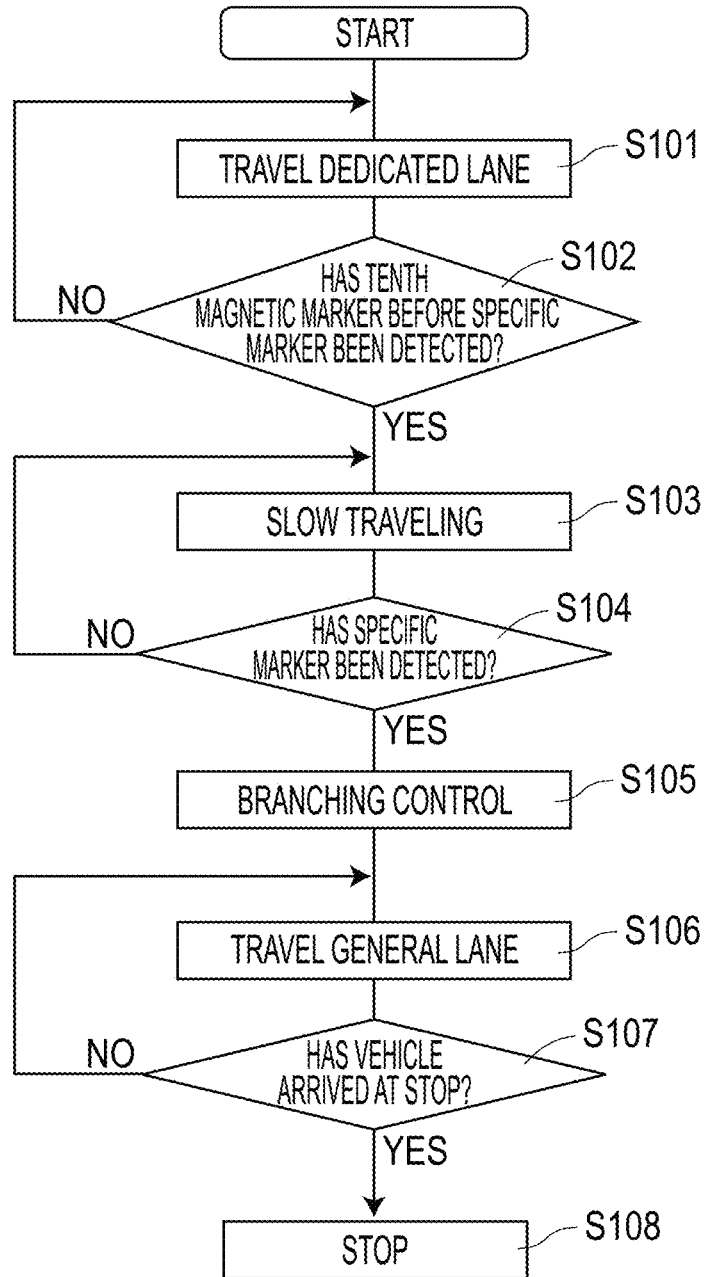 START
TRAVEL DEDICATED LANE
S101
HAS TENTH
MAGNETIC MARKER BEFORE SPECIFIC
MARKER BEEN DETECTED?
S102
NO
YES
SLOW TRAVELING
S103
HAS SPECIFIC
MARKER BEEN DETECTED?
S104
NO
YES
BRANCHING CONTROL
S105
TRAVEL GENERAL LANE
S106
HAS VEHICLE
ARRIVED AT STOP?
S107
NO
YES
STOP
S108